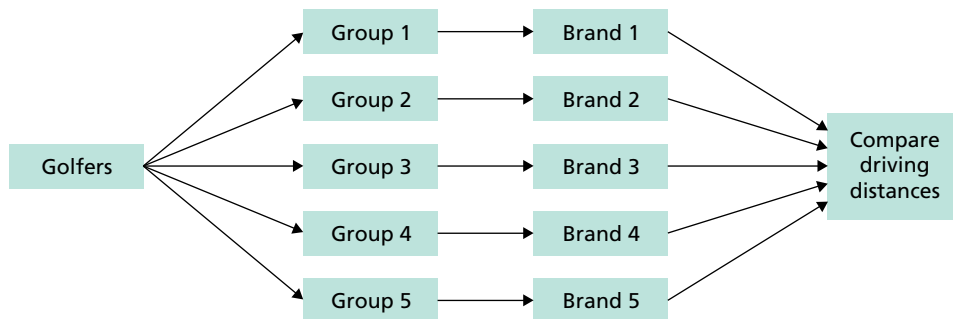 Golfers
Group 1
Brand 1
Group 2
Brand 2
Group 3
Brand 3
Group 4
Brand 4
Group 5
Brand 5
Compare
driving
distances